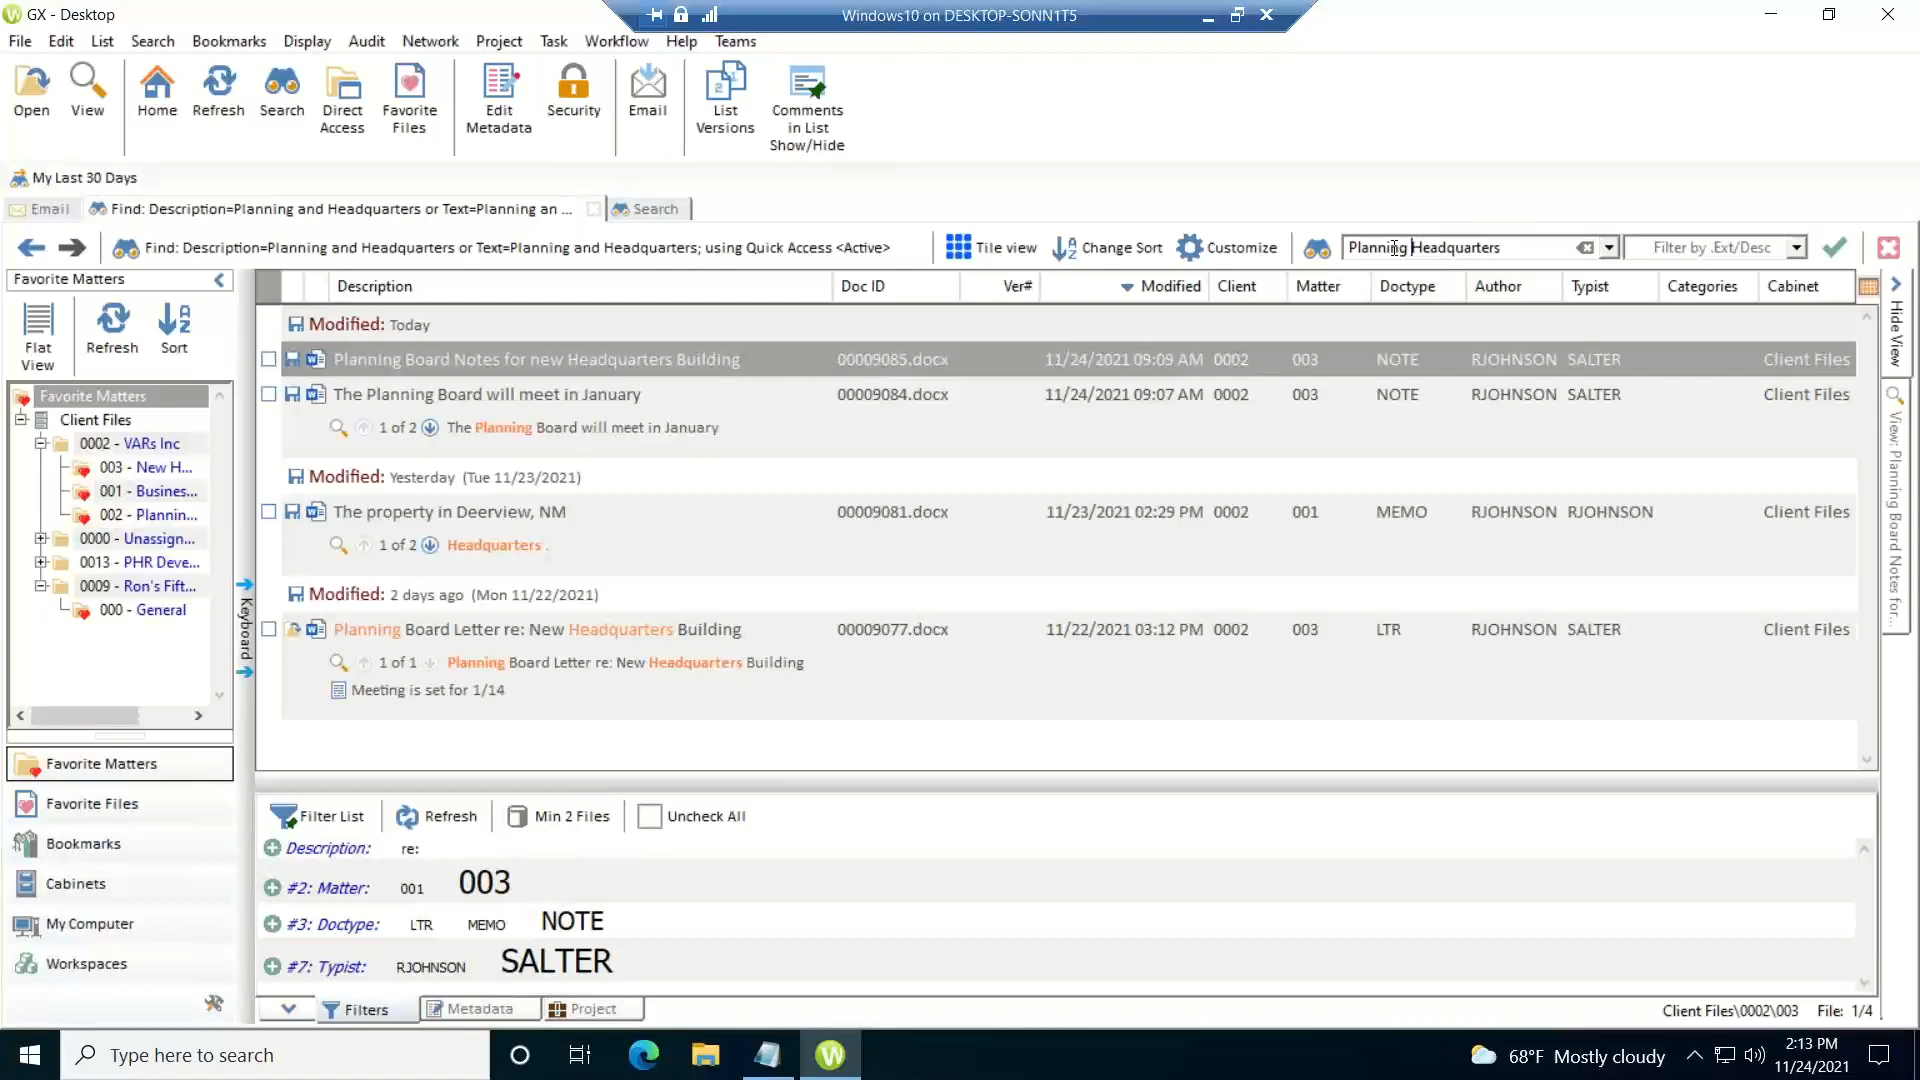 GX - Desktop
Windows10 on DESKTOP-SONN1T5
File Edit List Search Bookmarks Display Audit Network Project Task Workflow Help Teams
Open View Home Refresh Search Direct Access Favorite Files Edit Metadata Security Email List Versions Comments in List Show/Hide
My Last 30 Days
Email Find: Description=Planning and Headquarters or Text=Planning an ... Search
Find: Description=Planning and Headquarters or Text=Planning and Headquarters; using Quick Access <Active> Tile view Change Sort Customize Planning Headquarters Filter by .Ext/Desc
Favorite Matters
Flat View Refresh Sort
Favorite Matters
Client Files
0002 - VARs Inc
003 - New H...
001 - Busines...
002 - Plannin...
0000 - Unassign...
0013 - PHR Deve...
0009 - Ron's Fift...
000 - General
Favorite Matters
Favorite Files
Bookmarks
Cabinets
My Computer
Workspaces
Keyboard
Description Doc ID Ver# Modified Client Matter Doctype Author Typist Categories Cabinet
Modified: Today
Planning Board Notes for new Headquarters Building 00009085.docx 11/24/2021 09:09 AM 0002 003 NOTE RJOHNSON SALTER Client Files
The Planning Board will meet in January 00009084.docx 11/24/2021 09:07 AM 0002 003 NOTE RJOHNSON SALTER Client Files
1 of 2 The Planning Board will meet in January
Modified: Yesterday (Tue 11/23/2021)
The property in Deerview, NM 00009081.docx 11/23/2021 02:29 PM 0002 001 MEMO RJOHNSON RJOHNSON Client Files
1 of 2 Headquarters .
Modified: 2 days ago (Mon 11/22/2021)
Planning Board Letter re: New Headquarters Building 00009077.docx 11/22/2021 03:12 PM 0002 003 LTR RJOHNSON SALTER Client Files
1 of 1 Planning Board Letter re: New Headquarters Building
Meeting is set for 1/14
Hide View
View: Planning Board Notes for...
Filter List Refresh Min 2 Files Uncheck All
Description: re:
#2: Matter: 001 003
#3: Doctype: LTR MEMO NOTE
#7: Typist: RJOHNSON SALTER
Filters Metadata Project
Client Files\0002\003 File: 1/4
Type here to search
68°F Mostly cloudy
2:13 PM
11/24/2021